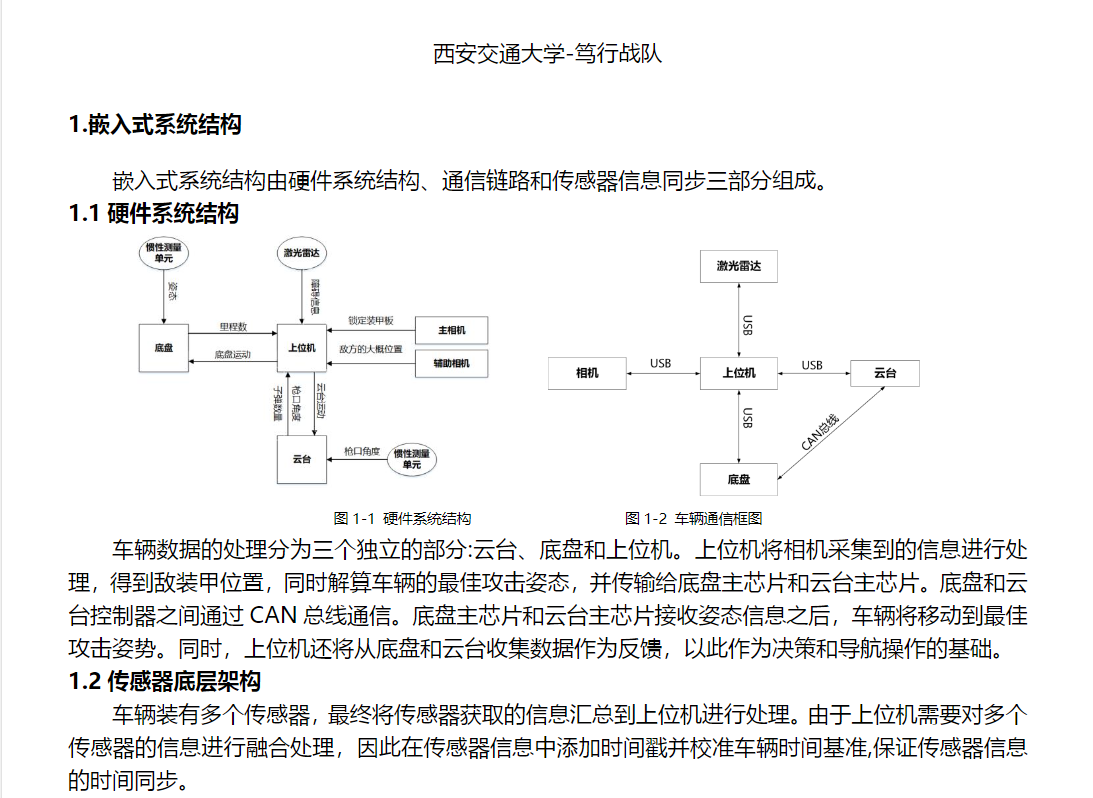 西安交通大学-笃行战队
1.嵌入式系统结构
嵌入式系统结构由硬件系统结构、通信链路和传感器信息同步三部分组成。
1.1 硬件系统结构
惯性测量
单元
激光雷达
姿态
障碍信息
底盘
里程数
底盘运动
上位机
锁定装甲板
主相机
敌方的大概位置
辅助相机
子弹数量
枪口角度
云台运动
云台
枪口角度
惯性测量
单元
激光雷达
USB
相机
USB
上位机
USB
云台
USB
CAN总线
底盘
图 1-1 硬件系统结构
图 1-2 车辆通信框图
车辆数据的处理分为三个独立的部分:云台、底盘和上位机。上位机将相机采集到的信息进行处
理，得到敌装甲位置，同时解算车辆的最佳攻击姿态，并传输给底盘主芯片和云台主芯片。底盘和云
台控制器之间通过 CAN 总线通信。底盘主芯片和云台主芯片接收姿态信息之后，车辆将移动到最佳
攻击姿势。同时，上位机还将从底盘和云台收集数据作为反馈，以此作为决策和导航操作的基础。
1.2 传感器底层架构
车辆装有多个传感器，最终将传感器获取的信息汇总到上位机进行处理。由于上位机需要对多个
传感器的信息进行融合处理，因此在传感器信息中添加时间戳并校准车辆时间基准,保证传感器信息
的时间同步。